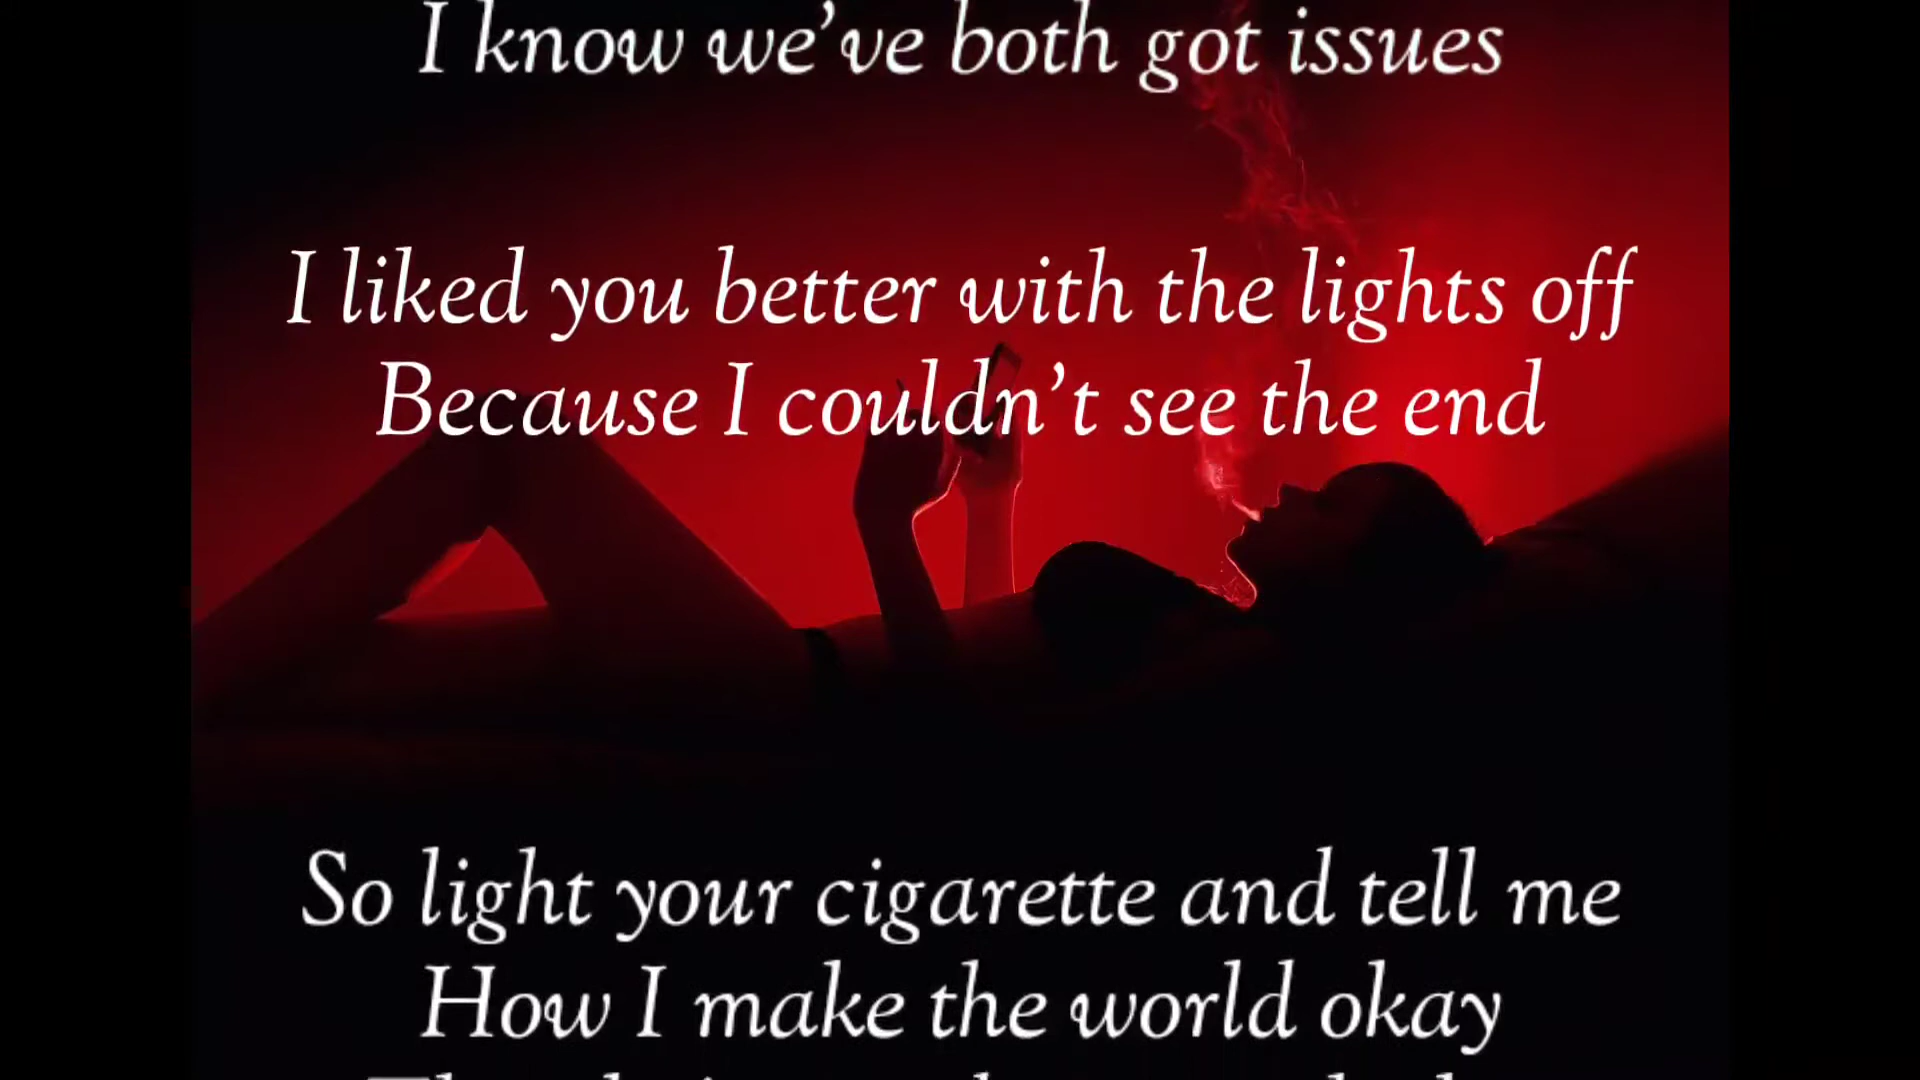 I know we’ve both got issues
I liked you better with the lights off
Because I couldn’t see the end
So light your cigarette and tell me
How I make the world okay